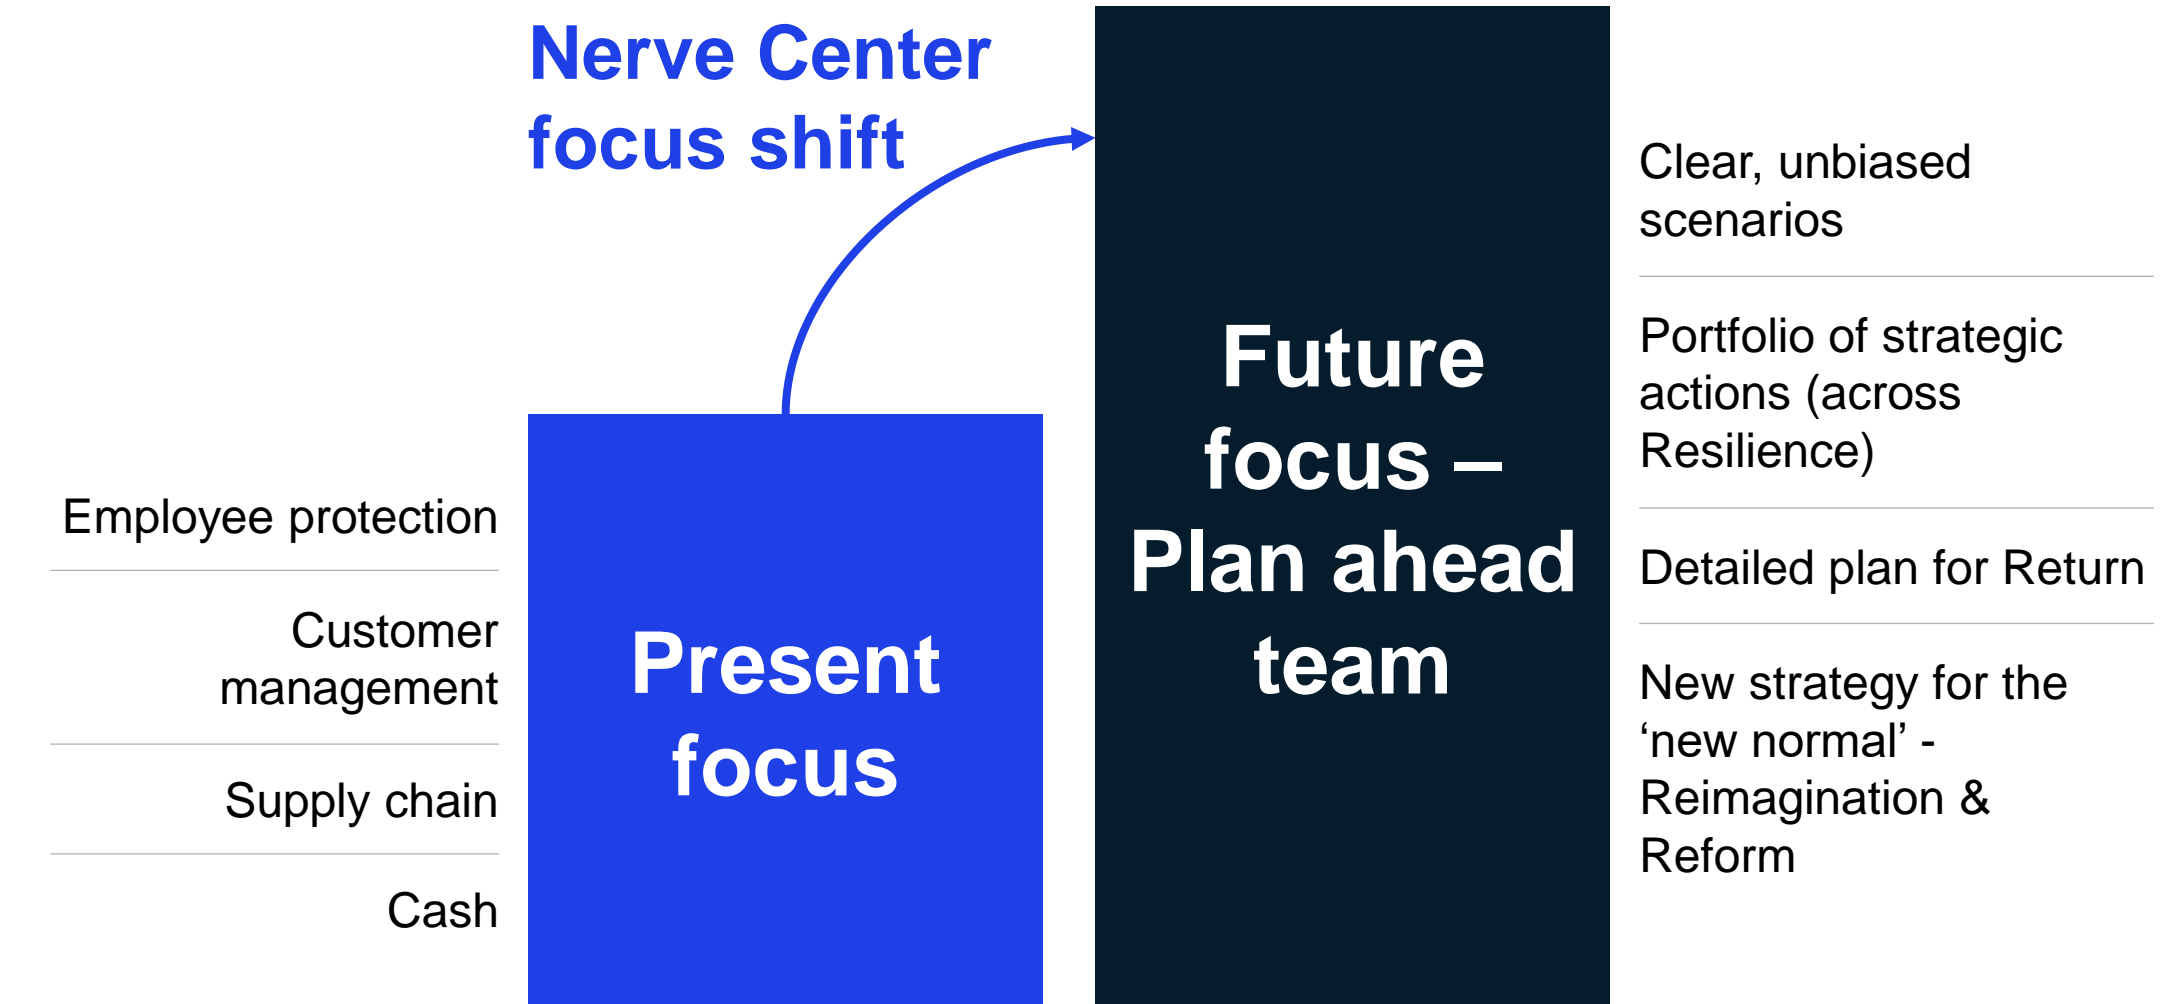 Nerve Center
focus shift
Employee protection
Customer
management
Supply chain
Cash
Present
focus
Future
focus –
Plan ahead
team
Clear, unbiased
scenarios
Portfolio of strategic
actions (across
Resilience)
Detailed plan for Return
New strategy for the
‘new normal’ -
Reimagination &
Reform